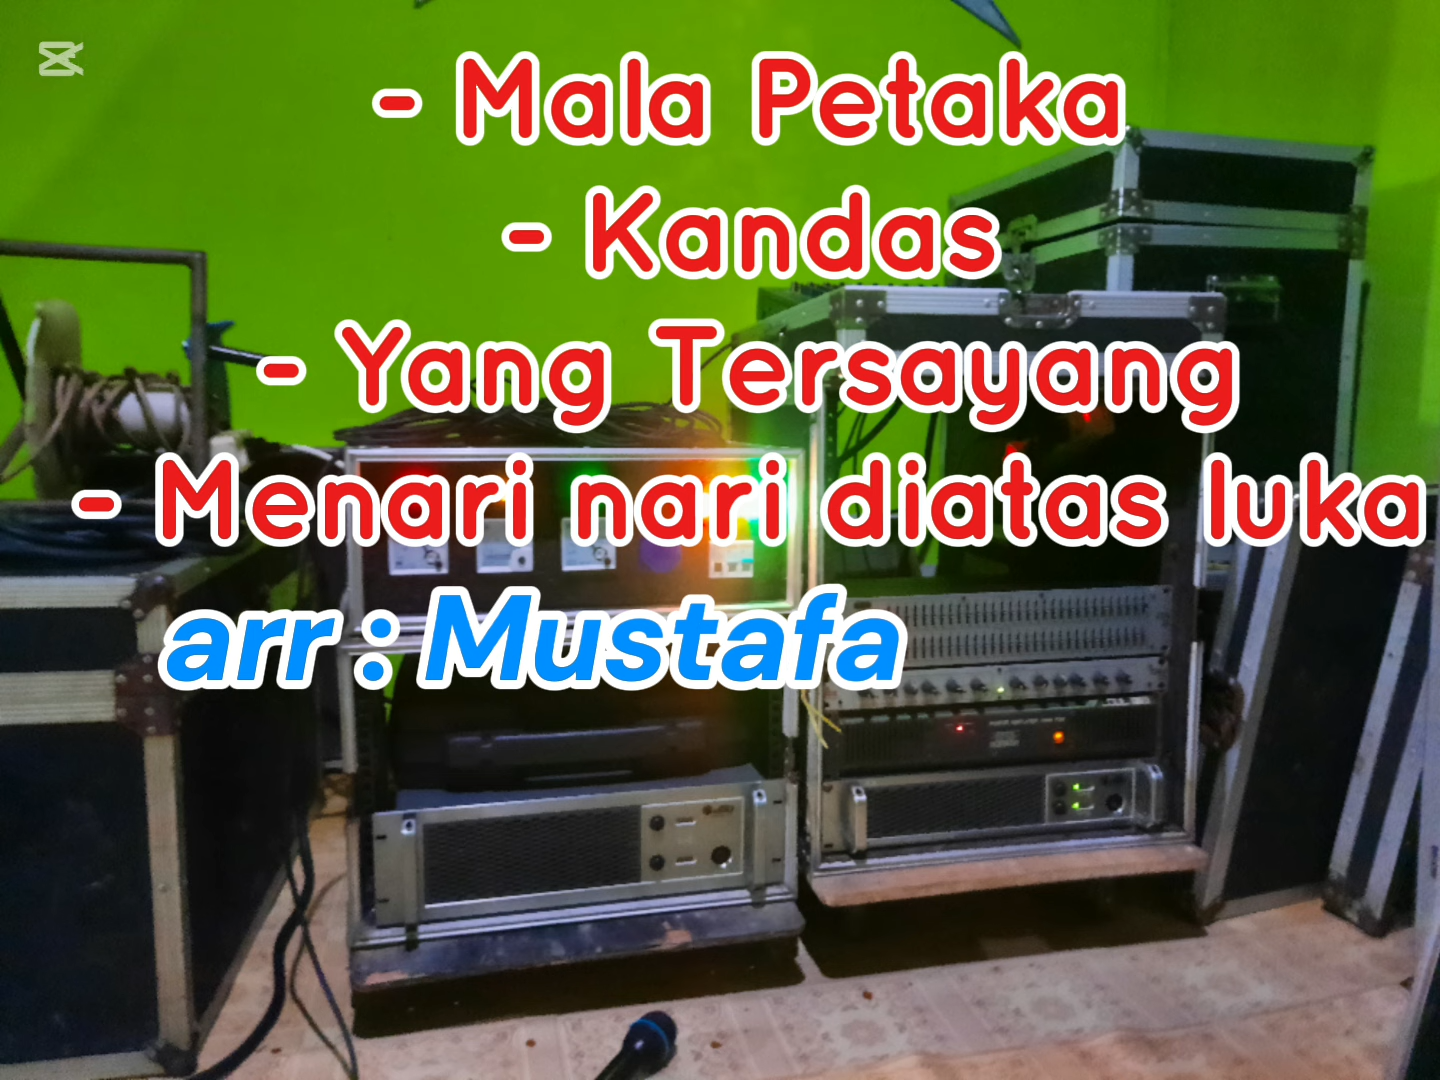 - Mala Petaka
- Kandas
- Yang Tersayang
- Menari nari diatas luka
arr : Mustafa